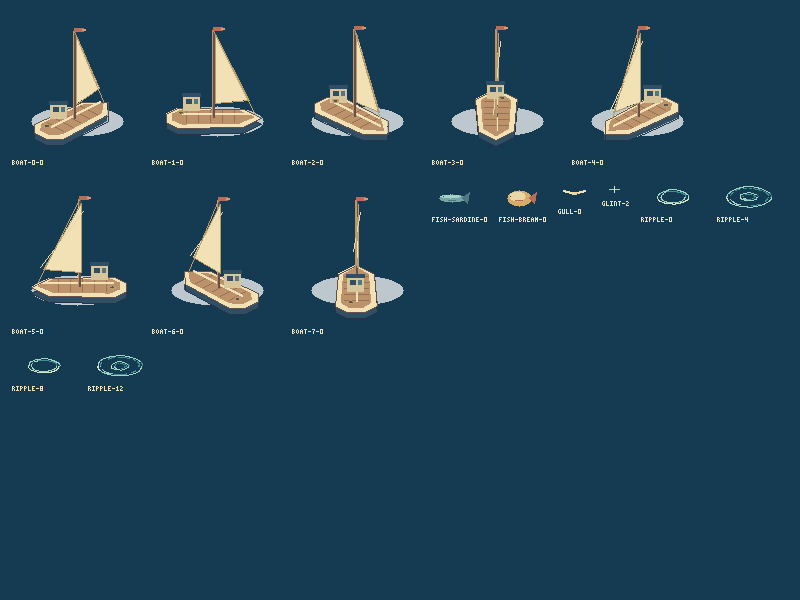 BOAT-0-0
BOAT-1-0
BOAT-2-0
BOAT-3-0
BOAT-4-0
FISH-SARDINE-0
FISH-BREAM-0
GULL-0
GLINT-2
RIPPLE-0
RIPPLE-4
BOAT-5-0
BOAT-6-0
BOAT-7-0
RIPPLE-8
RIPPLE-12